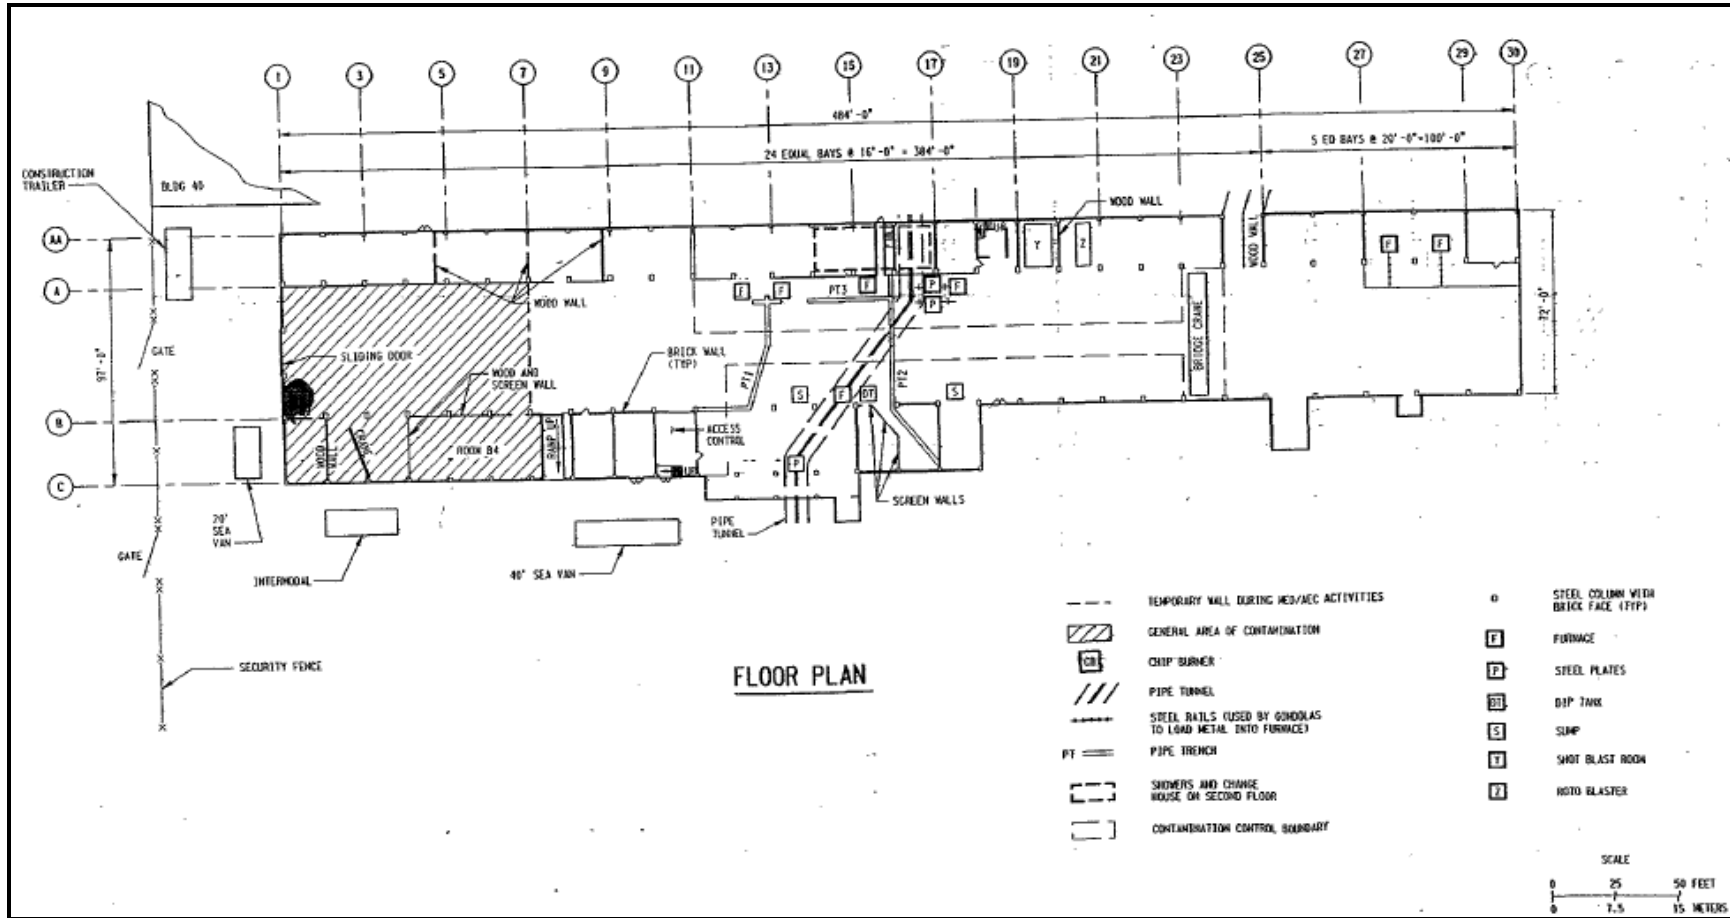 1 3 5 7 9 11 13 15 17 19 21 23 25 27 29 30
484'-0"
24 EQUAL BAYS @ 16'-0" = 384'-0"
5 EQ BAYS @ 20'-0"=100'-0"
CONSTRUCTION
TRAILER
BLDG 40
AA
A
B
C
97'-0"
72'-0"
GATE
SLIDING DOOR
WOOD WALL
WOOD AND
SCREEN WALL
BRICK WALL
(TYP)
WOOD WALL
WOOD WALL
UP
Y
Z
F
F
F
F
F
P
F
P
PT3
PT1
PT2
BRIDGE CRANE
S
F
DT
S
P
WOOD
WALL
ROOM B4
RAMP UP
ACCESS
CONTROL
UP
SCREEN WALLS
PIPE
TUNNEL
20'
SEA
VAN
GATE
INTERMODAL
40' SEA VAN
SECURITY FENCE
FLOOR PLAN
TEMPORARY WALL DURING MED/AEC ACTIVITIES
GENERAL AREA OF CONTAMINATION
CB CHIP BURNER
PIPE TUNNEL
STEEL RAILS (USED BY GONDOLAS
TO LOAD METAL INTO FURNACE)
PT PIPE TRENCH
SHOWERS AND CHANGE
HOUSE ON SECOND FLOOR
CONTAMINATION CONTROL BOUNDARY
STEEL COLUMN WITH
BRICK FACE (TYP)
F FURNACE
P STEEL PLATES
DT DIP TANK
S SUMP
Y SHOT BLAST ROOM
Z ROTO BLASTER
SCALE
0 25 50 FEET
0 7.5 15 METERS